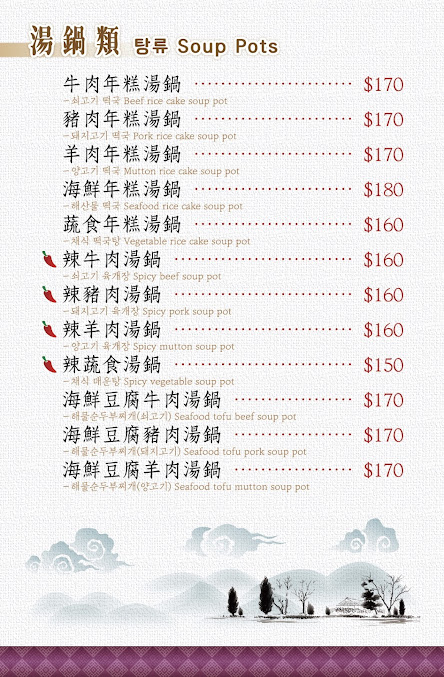 湯鍋類 탕류 Soup Pots
牛肉年糕湯鍋 ........................ $170
－쇠고기 떡국 Beef rice cake soup pot
豬肉年糕湯鍋 ........................ $170
－돼지고기 떡국 Pork rice cake soup pot
羊肉年糕湯鍋 ........................ $170
－양고기 떡국 Mutton rice cake soup pot
海鮮年糕湯鍋 ........................ $180
－해산물 떡국 Seafood rice cake soup pot
蔬食年糕湯鍋 ........................ $160
－채식 떡국탕 Vegetable rice cake soup pot
辣牛肉湯鍋 ........................... $160
－쇠고기 육개장 Spicy beef soup pot
辣豬肉湯鍋 ........................... $160
－돼지고기 육개장 Spicy pork soup pot
辣羊肉湯鍋 ........................... $160
－양고기 육개장 Spicy mutton soup pot
辣蔬食湯鍋 ........................... $150
－채식 매운탕 Spicy vegetable soup pot
海鮮豆腐牛肉湯鍋 .................. $170
－해물순두부찌개(쇠고기) Seafood tofu beef soup pot
海鮮豆腐豬肉湯鍋 .................. $170
－해물순두부찌개(돼지고기) Seafood tofu pork soup pot
海鮮豆腐羊肉湯鍋 .................. $170
－해물순두부찌개(양고기) Seafood tofu mutton soup pot